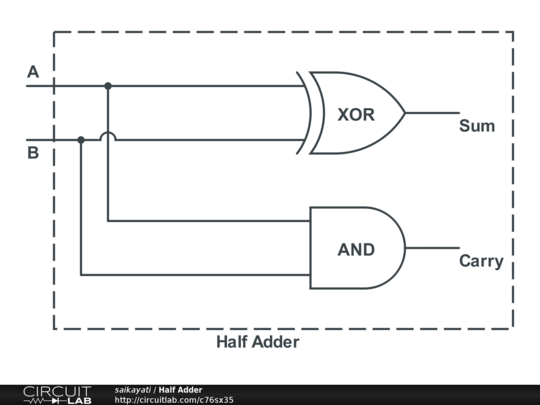 A
XOR
Sum
B
AND
Carry
Half Adder
CIRCUIT
LAB
saikayati / Half Adder
http://circuitlab.com/c76sx35